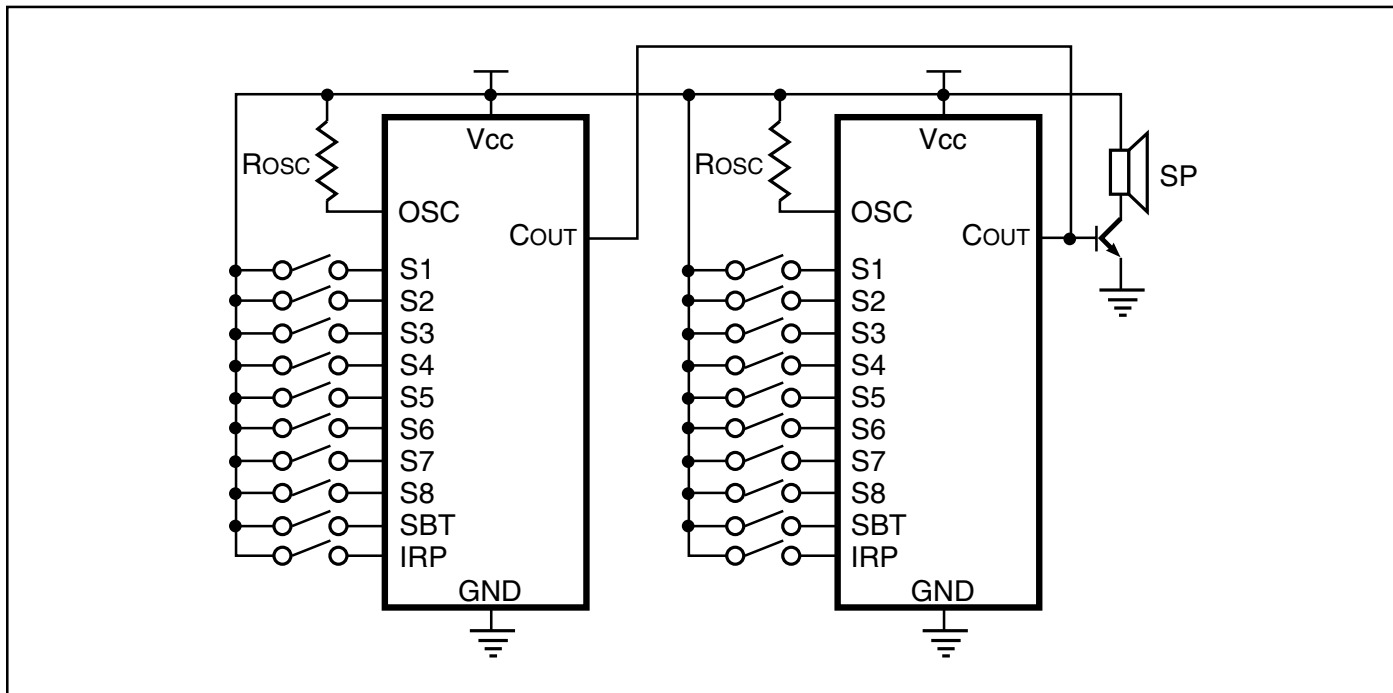 Vcc
ROSC
OSC
COUT
S1
S2
S3
S4
S5
S6
S7
S8
SBT
IRP
GND
Vcc
ROSC
OSC
COUT
S1
S2
S3
S4
S5
S6
S7
S8
SBT
IRP
GND
SP